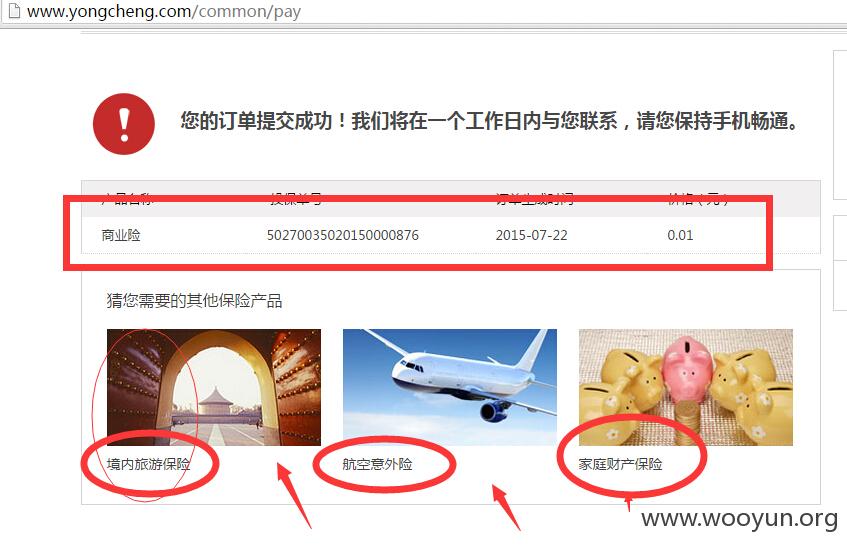 www.yongcheng.com/common/pay
您的订单提交成功！我们将在一个工作日内与您联系，请您保持手机畅通。
产品名称 投保单号 订单生成时间 价格（元）
商业险 50270035020150000876 2015-07-22 0.01
猜您需要的其他保险产品
境内旅游保险 航空意外险 家庭财产保险
www.wooyun.org